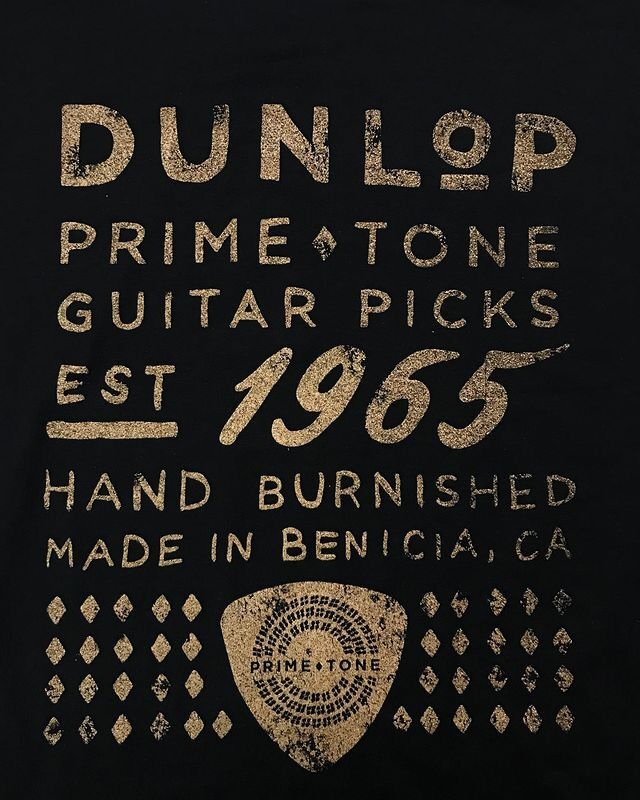 DUNLOP
PRIME♦TONE
GUITAR PICKS
EST 1965
HAND BURNISHED
MADE IN BENICIA, CA
PRIME♦TONE